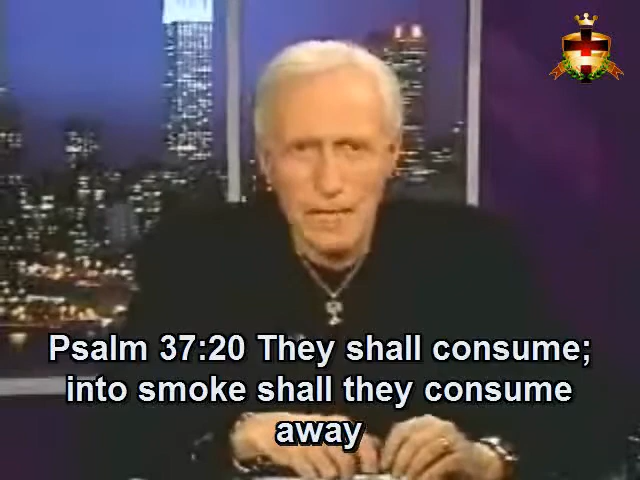 Psalm 37:20 They shall consume;
into smoke shall they consume
away